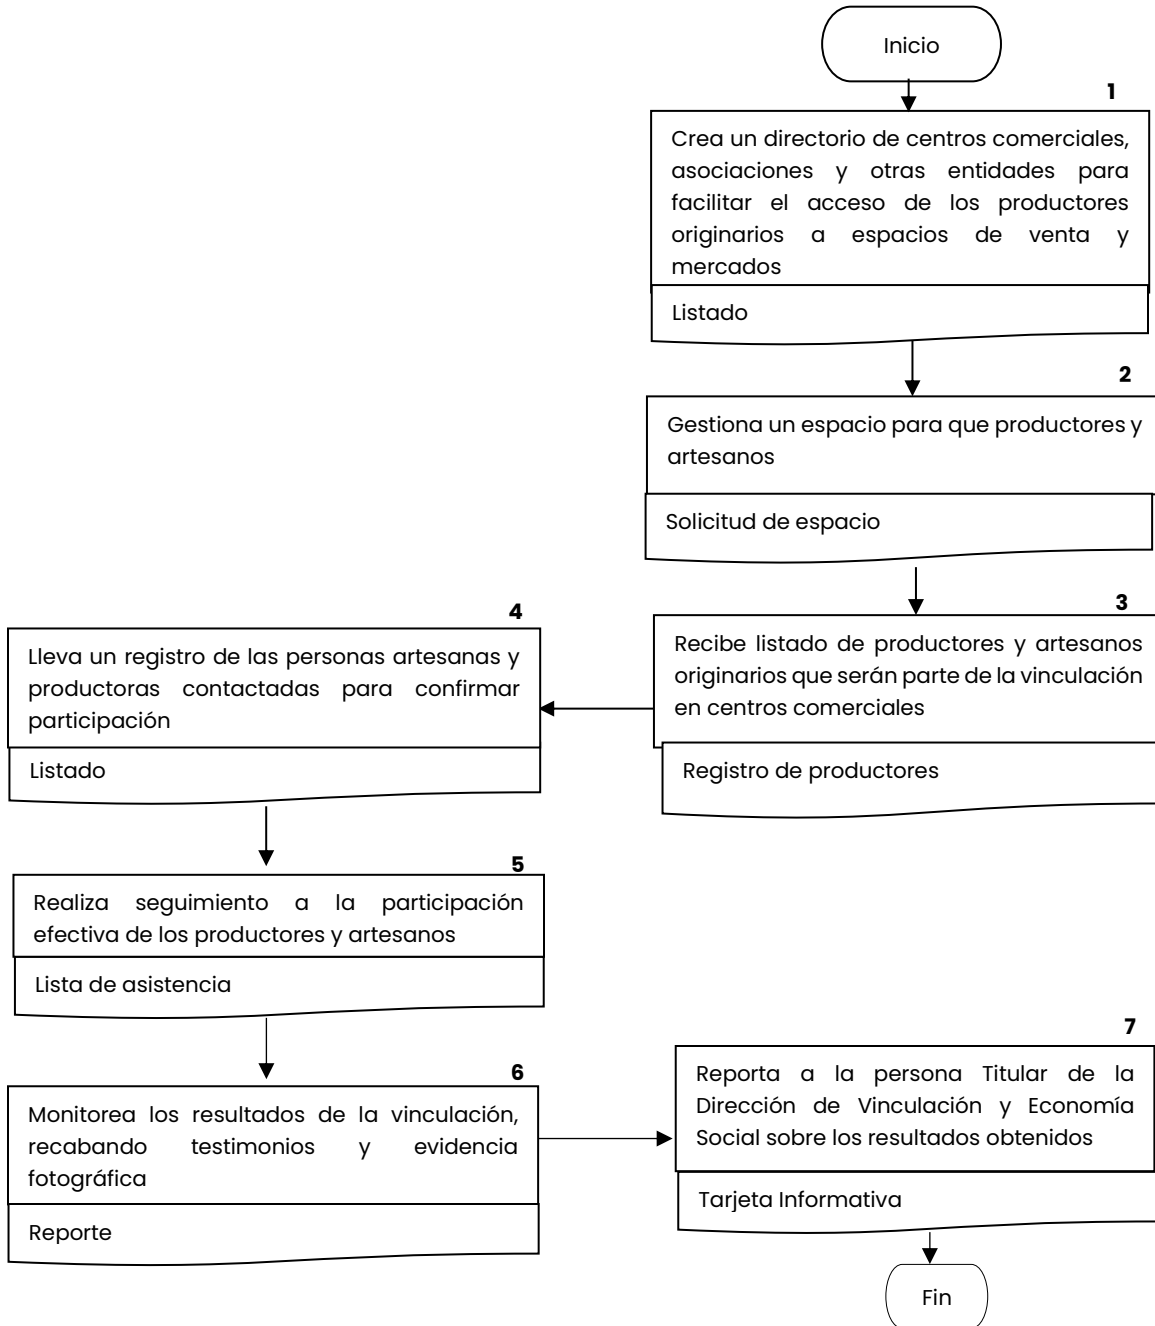 Inicio
1
Crea un directorio de centros comerciales,
asociaciones y otras entidades para
facilitar el acceso de los productores
originarios a espacios de venta y
mercados
Listado
2
Gestiona un espacio para que productores y
artesanos
Solicitud de espacio
3
Recibe listado de productores y artesanos
originarios que serán parte de la vinculación
en centros comerciales
Registro de productores
4
Lleva un registro de las personas artesanas y
productoras contactadas para confirmar
participación
Listado
5
Realiza seguimiento a la participación
efectiva de los productores y artesanos
Lista de asistencia
6
Monitorea los resultados de la vinculación,
recabando testimonios y evidencia
fotográfica
Reporte
7
Reporta a la persona Titular de la
Dirección de Vinculación y Economía
Social sobre los resultados obtenidos
Tarjeta Informativa
Fin